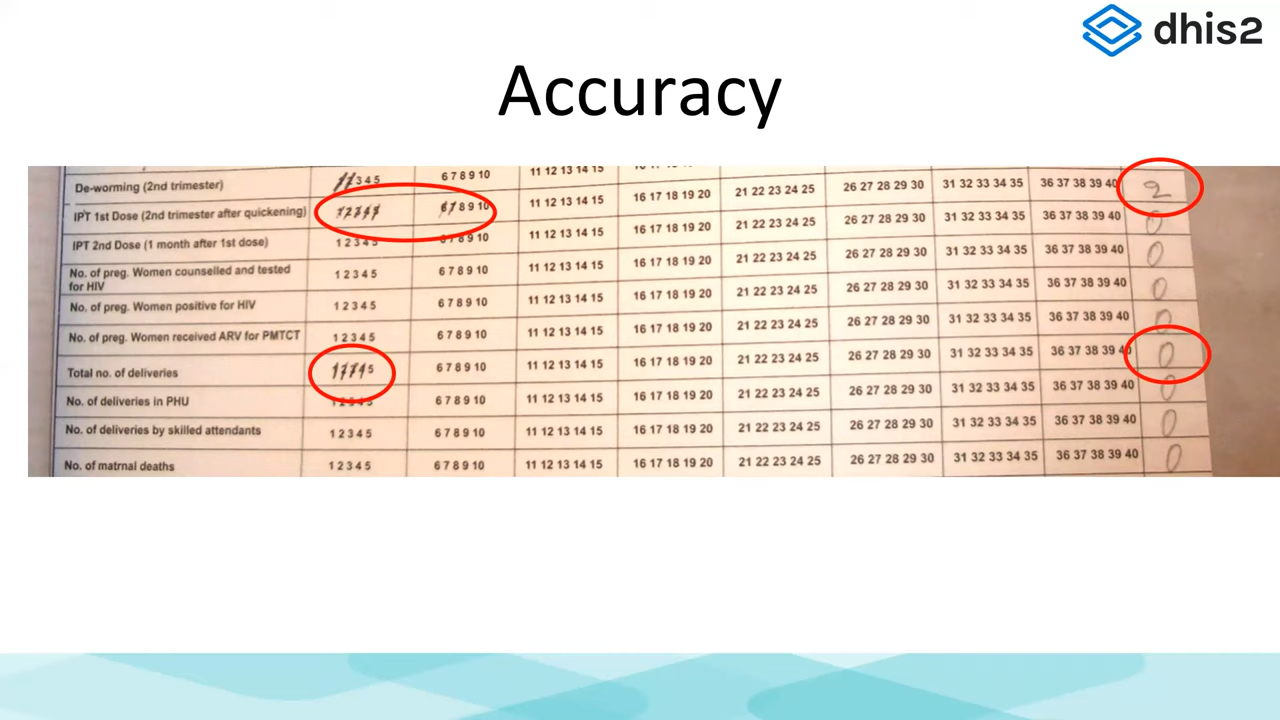 dhis2
Accuracy
De-worming (2nd trimester) 3 4 5 6 7 8 9 10 11 12 13 14 15 16 17 18 19 20 21 22 23 24 25 26 27 28 29 30 31 32 33 34 35 36 37 38 39 40 2
IPT 1st Dose (2nd trimester after quickening) 1 2 3 4 5 6 7 8 9 10 11 12 13 14 15 16 17 18 19 20 21 22 23 24 25 26 27 28 29 30 31 32 33 34 35 36 37 38 39 40 0
IPT 2nd Dose (1 month after 1st dose) 1 2 3 4 5 6 7 8 9 10 11 12 13 14 15 16 17 18 19 20 21 22 23 24 25 26 27 28 29 30 31 32 33 34 35 36 37 38 39 40 0
No. of preg. Women counselled and tested
for HIV 1 2 3 4 5 6 7 8 9 10 11 12 13 14 15 16 17 18 19 20 21 22 23 24 25 26 27 28 29 30 31 32 33 34 35 36 37 38 39 40 0
No. of preg. Women positive for HIV 1 2 3 4 5 6 7 8 9 10 11 12 13 14 15 16 17 18 19 20 21 22 23 24 25 26 27 28 29 30 31 32 33 34 35 36 37 38 39 40 0
No. of preg. Women received ARV for PMTCT 1 2 3 4 5 6 7 8 9 10 11 12 13 14 15 16 17 18 19 20 21 22 23 24 25 26 27 28 29 30 31 32 33 34 35 36 37 38 39 40 0
Total no. of deliveries 5 6 7 8 9 10 11 12 13 14 15 16 17 18 19 20 21 22 23 24 25 26 27 28 29 30 31 32 33 34 35 36 37 38 39 40 0
No. of deliveries in PHU 1 2 3 4 5 6 7 8 9 10 11 12 13 14 15 16 17 18 19 20 21 22 23 24 25 26 27 28 29 30 31 32 33 34 35 36 37 38 39 40 0
No. of deliveries by skilled attendants 1 2 3 4 5 6 7 8 9 10 11 12 13 14 15 16 17 18 19 20 21 22 23 24 25 26 27 28 29 30 31 32 33 34 35 36 37 38 39 40 0
No. of matrnal deaths 1 2 3 4 5 6 7 8 9 10 11 12 13 14 15 16 17 18 19 20 21 22 23 24 25 26 27 28 29 30 31 32 33 34 35 36 37 38 39 40 0